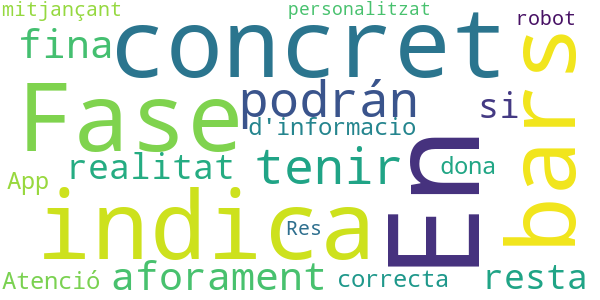 mitjançant
personalitzat
robot
fina
concret
bars
Fase
podrán
si
d'informacio
En
realitat
tenir
dona
App
indica
Res
Atenció
aforament
correcta
resta